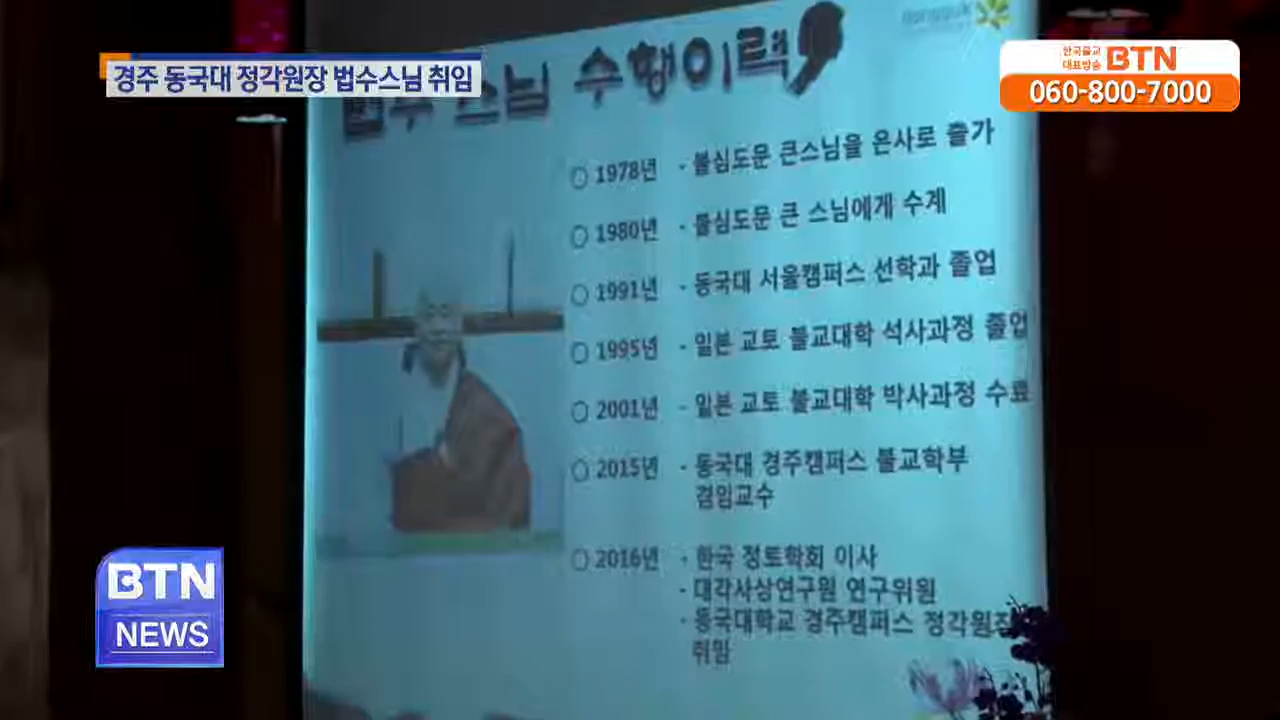 경주 동국대 정각원장 법수스님 취임
한국불교
대표방송 BTN
060-800-7000
Dongguk
법수 스님 수행이력
1978년 - 불심도문 큰스님을 은사로 출가
1980년 - 불심도문 큰 스님에게 수계
1991년 - 동국대 서울캠퍼스 선학과 졸업
1995년 - 일본 교토 불교대학 석사과정 졸업
2001년 - 일본 교토 불교대학 박사과정 수료
2015년 - 동국대 경주캠퍼스 불교학부
겸임교수
2016년 - 한국 정토학회 이사
- 대각사상연구원 연구위원
- 동국대학교 경주캠퍼스 정각원장
취임
BTN
NEWS